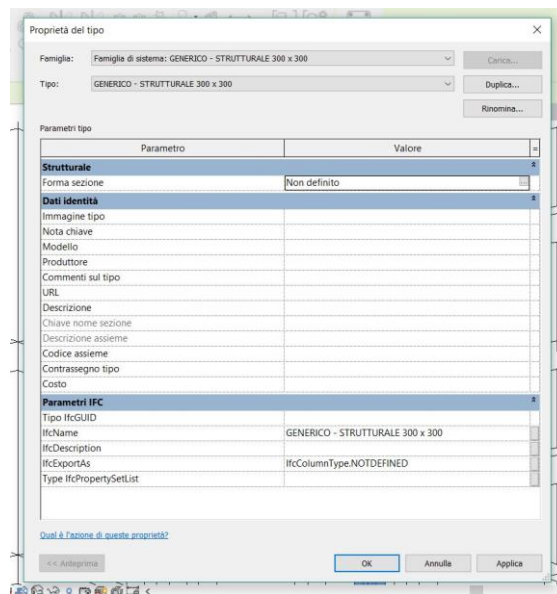 Proprietà del tipo
Famiglia: Famiglia di sistema: GENERICO - STRUTTURALE 300 x 300 Carica...
Tipo: GENERICO - STRUTTURALE 300 x 300 Duplica...
Rinomina...
Parametri tipo
Parametro Valore =
Strutturale
Forma sezione Non definito
Dati identità
Immagine tipo
Nota chiave
Modello
Produttore
Commenti sul tipo
URL
Descrizione
Chiave nome sezione
Descrizione assieme
Codice assieme
Contrassegno tipo
Costo
Parametri IFC
Tipo IfcGUID
IfcName GENERICO - STRUTTURALE 300 x 300
IfcDescription
IfcExportAs IfcColumnType.NOTDEFINED
Type IfcPropertySetList
Qual è l'azione di queste proprietà?
<< Anteprima OK Annulla Applica